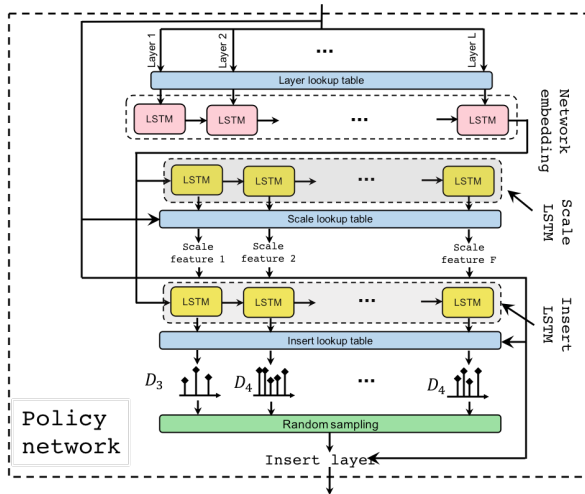 Layer 1
Layer 2
...
Layer L
Layer lookup table
LSTM
LSTM
...
LSTM
Network
embedding
LSTM
LSTM
...
LSTM
Scale
LSTM
Scale lookup table
Scale
feature 1
Scale
feature 2
Scale
feature F
LSTM
LSTM
...
LSTM
Insert
LSTM
Insert lookup table
D3
D4
...
D4
Random sampling
Policy
network
Insert layer